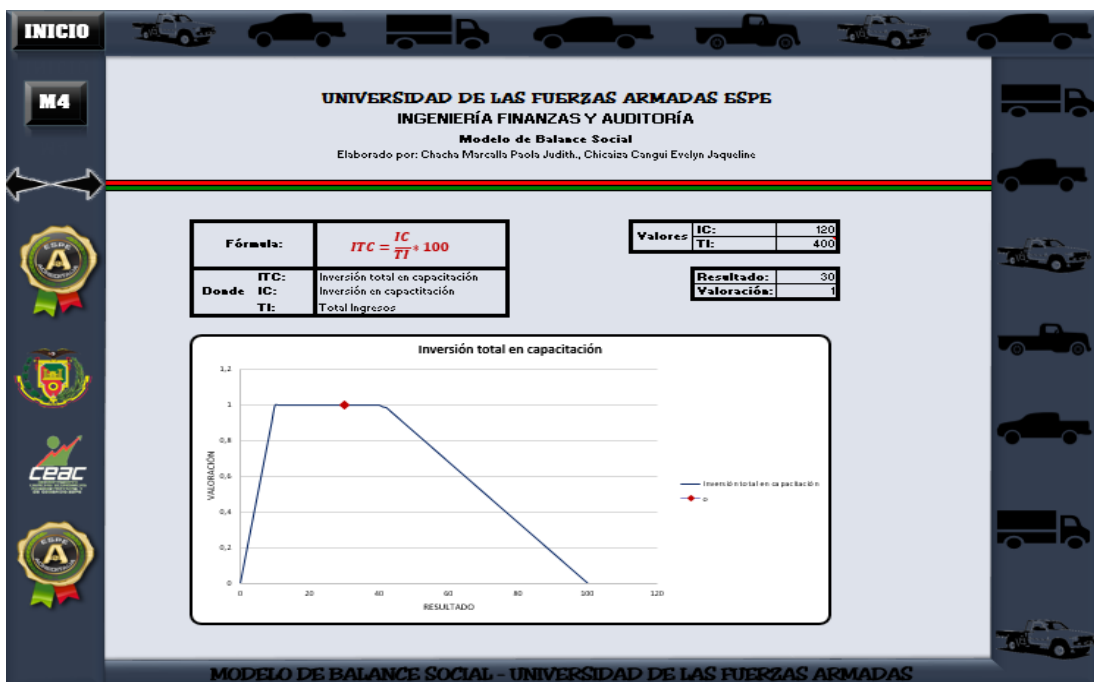 INICIO
M4
UNIVERSIDAD DE LAS FUERZAS ARMADAS ESPE
INGENIERÍA FINANZAS Y AUDITORÍA
Modelo de Balance Social
Elaborado por: Chacha Marcalla Paola Judith., Chicaiza Cangui Evelyn Jaqueline
Fórmula: ITC = IC/TI * 100
Donde
ITC: Inversión total en capacitación
IC: Inversión en capactitación
TI: Total Ingresos
Valores
IC: 120
TI: 400
Resultado: 30
Valoración: 1
ESPE
A
ceac
ESPE
A
Inversión total en capacitación
VALORACIÓN
1,2
1
0,8
0,6
0,4
0,2
0
0 20 40 60 80 100 120
RESULTADO
Inversión total en capacitación
MODELO DE BALANCE SOCIAL - UNIVERSIDAD DE LAS FUERZAS ARMADAS